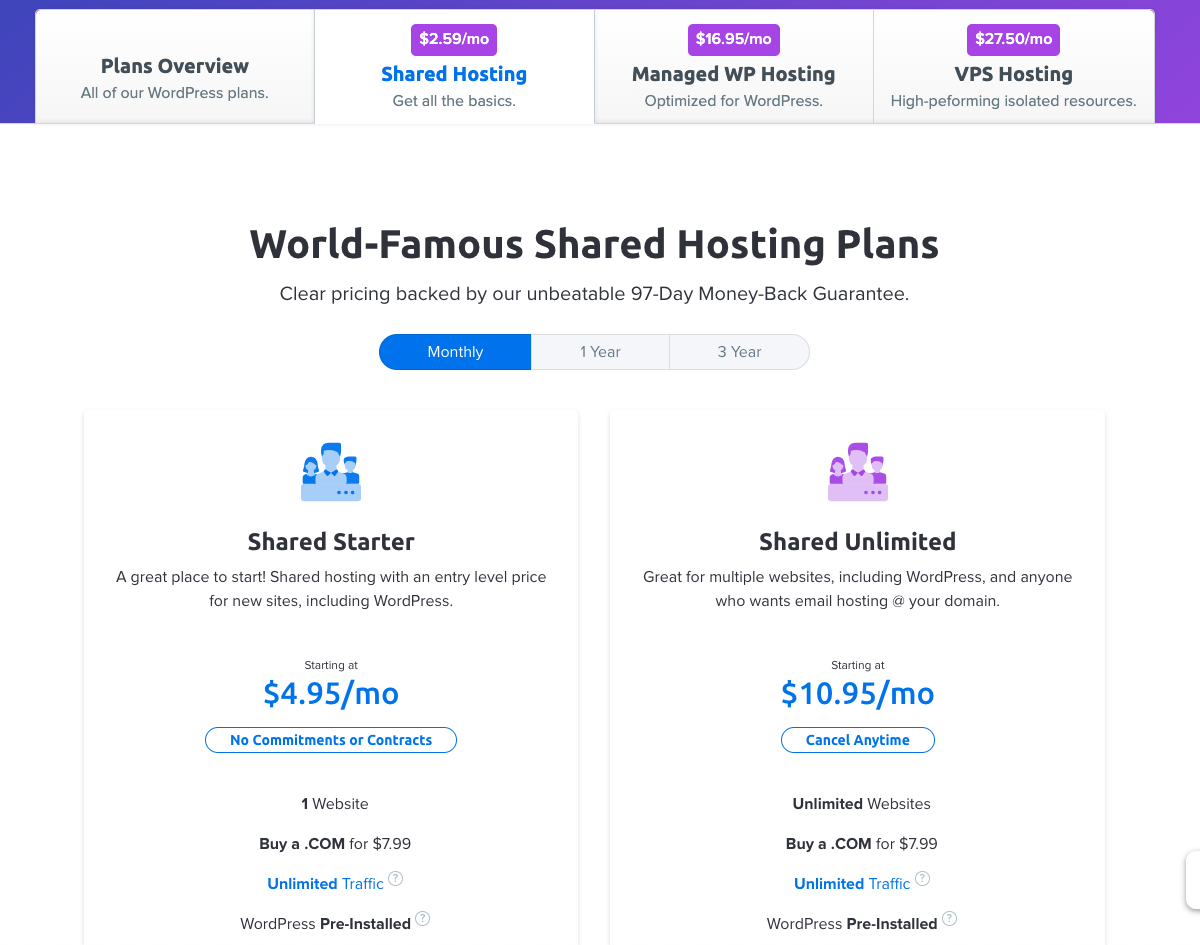 Plans Overview
All of our WordPress plans.
$2.59/mo
Shared Hosting
Get all the basics.
$16.95/mo
Managed WP Hosting
Optimized for WordPress.
$27.50/mo
VPS Hosting
High-peforming isolated resources.
World-Famous Shared Hosting Plans
Clear pricing backed by our unbeatable 97-Day Money-Back Guarantee.
Monthly
1 Year
3 Year
Shared Starter
A great place to start! Shared hosting with an entry level price
for new sites, including WordPress.
Starting at
$4.95/mo
No Commitments or Contracts
1 Website
Buy a .COM for $7.99
Unlimited Traffic ?
WordPress Pre-Installed ?
Shared Unlimited
Great for multiple websites, including WordPress, and anyone
who wants email hosting @ your domain.
Starting at
$10.95/mo
Cancel Anytime
Unlimited Websites
Buy a .COM for $7.99
Unlimited Traffic ?
WordPress Pre-Installed ?